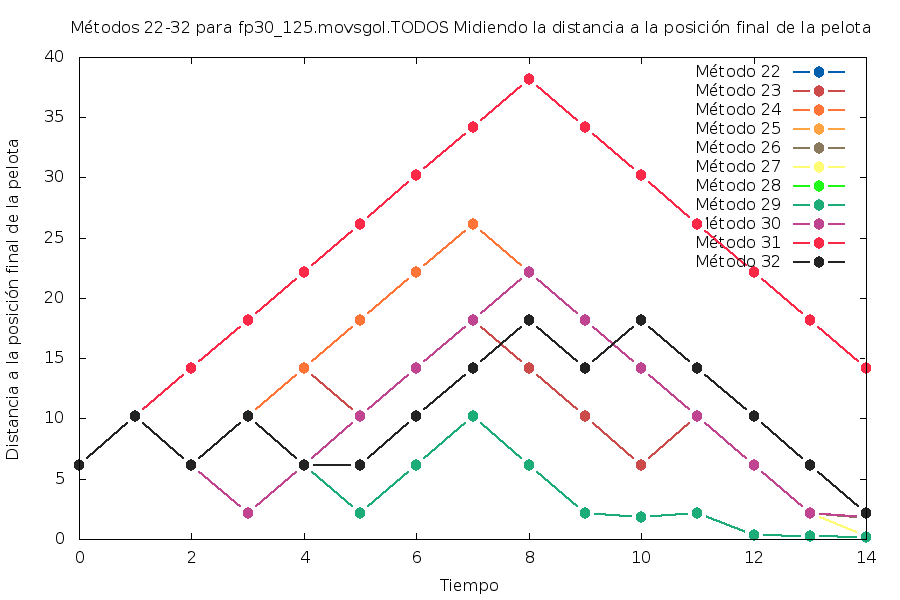 Métodos 22-32 para fp30_125.movsgol.TODOS Midiendo la distancia a la posición final de la pelota
40
35
30
25
20
15
10
5
0
Distancia a la posición final de la pelota
Método 22
Método 23
Método 24
Método 25
Método 26
Método 27
Método 28
Método 29
Método 30
Método 31
Método 32
0 2 4 6 8 10 12 14
Tiempo